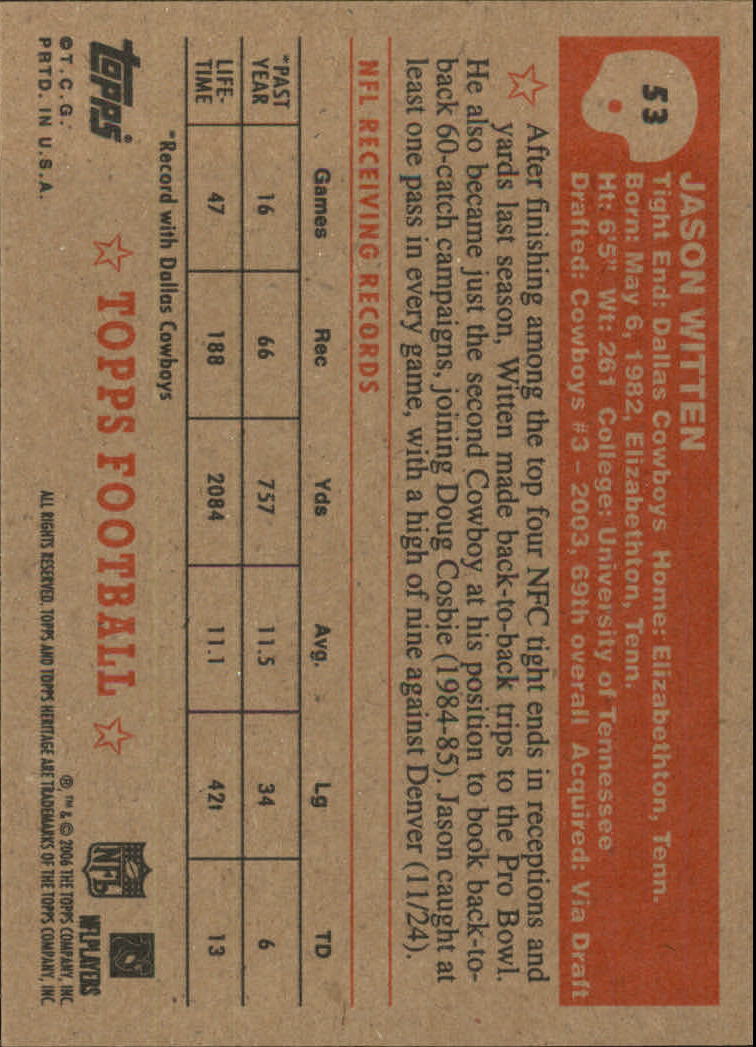 53
JASON WITTEN
Tight End: Dallas Cowboys Home: Elizabethton, Tenn.
Born: May 6, 1982, Elizabethton, Tenn.
Ht: 6'5" Wt: 261 College: University of Tennessee
Drafted: Cowboys #3 – 2003, 69th overall Acquired: Via Draft
After finishing among the top four NFC tight ends in receptions and
yards last season, Witten made back-to-back trips to the Pro Bowl.
He also became just the second Cowboy at his position to book back-to-
back 60-catch campaigns, joining Doug Cosbie (1984-85). Jason caught at
least one pass in every game, with a high of nine against Denver (11/24).
NFL RECEIVING RECORDS
Games Rec Yds Avg. Lg TD
*PAST YEAR 16 66 757 11.5 34 6
LIFE-TIME 47 188 2084 11.1 42t 13
*Record with Dallas Cowboys
topps®
TOPPS FOOTBALL
NFL
NFLPLAYERS
©T.C.G.
PRTD. IN U.S.A.
®, ™ & © 2006 THE TOPPS COMPANY, INC.
ALL RIGHTS RESERVED. TOPPS AND TOPPS HERITAGE ARE TRADEMARKS OF THE TOPPS COMPANY, INC.